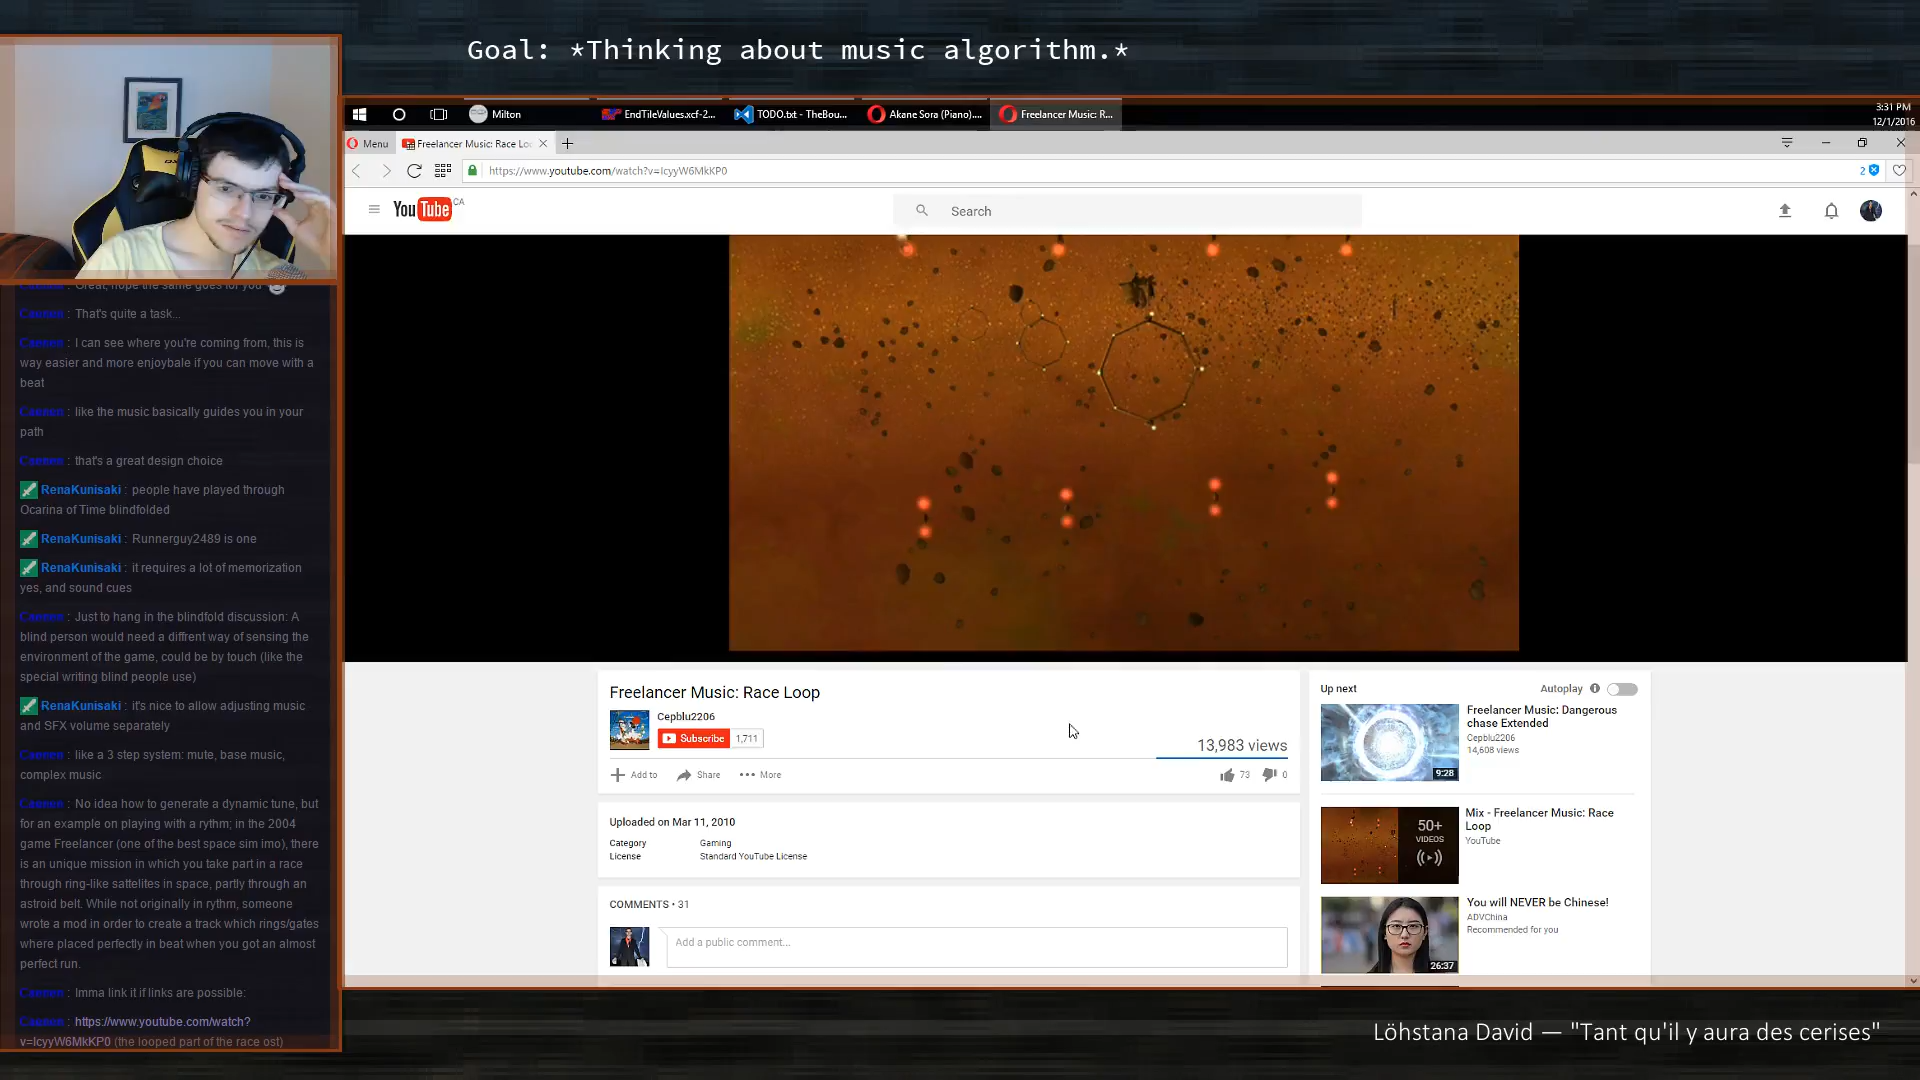 Goal: *Thinking about music algorithm.*
Milton
EndTileValues.xcf-2...
TODO.txt - TheBou...
Akane Sora (Piano)....
Freelancer Music: R...
3:31 PM
12/1/2016
Menu
Freelancer Music: Race Lo
https://www.youtube.com/watch?v=IcyyW6MkKP0
2
YouTube CA
Search
Great, hope the same goes for you
: That's quite a task...
: I can see where you're coming from, this is
way easier and more enjoybale if you can move with a
beat
: like the music basically guides you in your
path
: that's a great design choice
RenaKunisaki : people have played through
Ocarina of Time blindfolded
RenaKunisaki : Runnerguy2489 is one
RenaKunisaki : it requires a lot of memorization
yes, and sound cues
: Just to hang in the blindfold discussion: A
blind person would need a diffrent way of sensing the
environment of the game, could be by touch (like the
special writing blind people use)
RenaKunisaki : it's nice to allow adjusting music
and SFX volume separately
: like a 3 step system: mute, base music,
complex music
: No idea how to generate a dynamic tune, but
for an example on playing with a rythm; in the 2004
game Freelancer (one of the best space sim imo), there
is an unique mission in which you take part in a race
through ring-like sattelites in space, partly through an
astroid belt. While not originally in rythm, someone
wrote a mod in order to create a track which rings/gates
where placed perfectly in beat when you got an almost
perfect run.
: Imma link it if links are possible:
: https://www.youtube.com/watch?
v=IcyyW6MkKP0 (the looped part of the race ost)
Freelancer Music: Race Loop
Cepblu2206
Subscribe 1,711
13,983 views
Add to
Share
More
73
0
Uploaded on Mar 11, 2010
Category Gaming
License Standard YouTube License
COMMENTS • 31
Add a public comment...
Up next
Autoplay
Freelancer Music: Dangerous
chase Extended
Cepblu2206
14,608 views
9:28
Mix - Freelancer Music: Race
Loop
YouTube
50+
VIDEOS
You will NEVER be Chinese!
ADVChina
Recommended for you
26:37
Löhstana David — "Tant qu'il y aura des cerises"